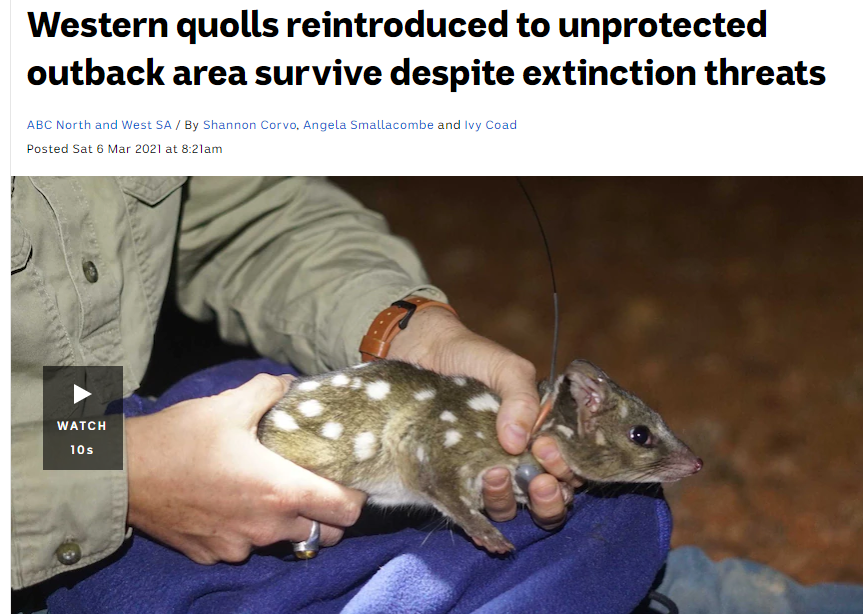 Western quolls reintroduced to unprotected
outback area survive despite extinction threats
ABC North and West SA / By Shannon Corvo, Angela Smallacombe and Ivy Coad
Posted Sat 6 Mar 2021 at 8:21am
WATCH
10s